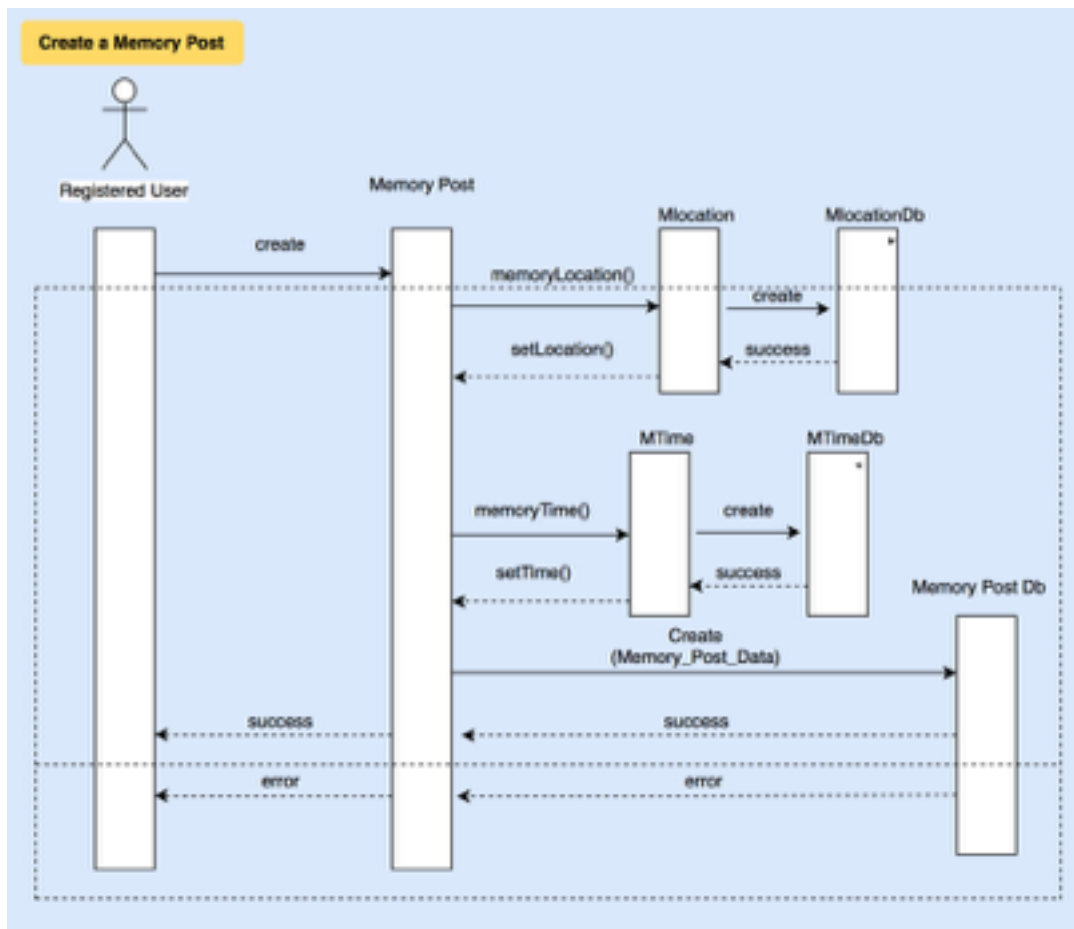 Create a Memory Post
Registered User
Memory Post
Mlocation
MlocationDb
create
memoryLocation()
create
setLocation()
success
MTime
MTimeDb
memoryTime()
create
setTime()
success
Memory Post Db
Create
(Memory_Post_Data)
success
success
error
error